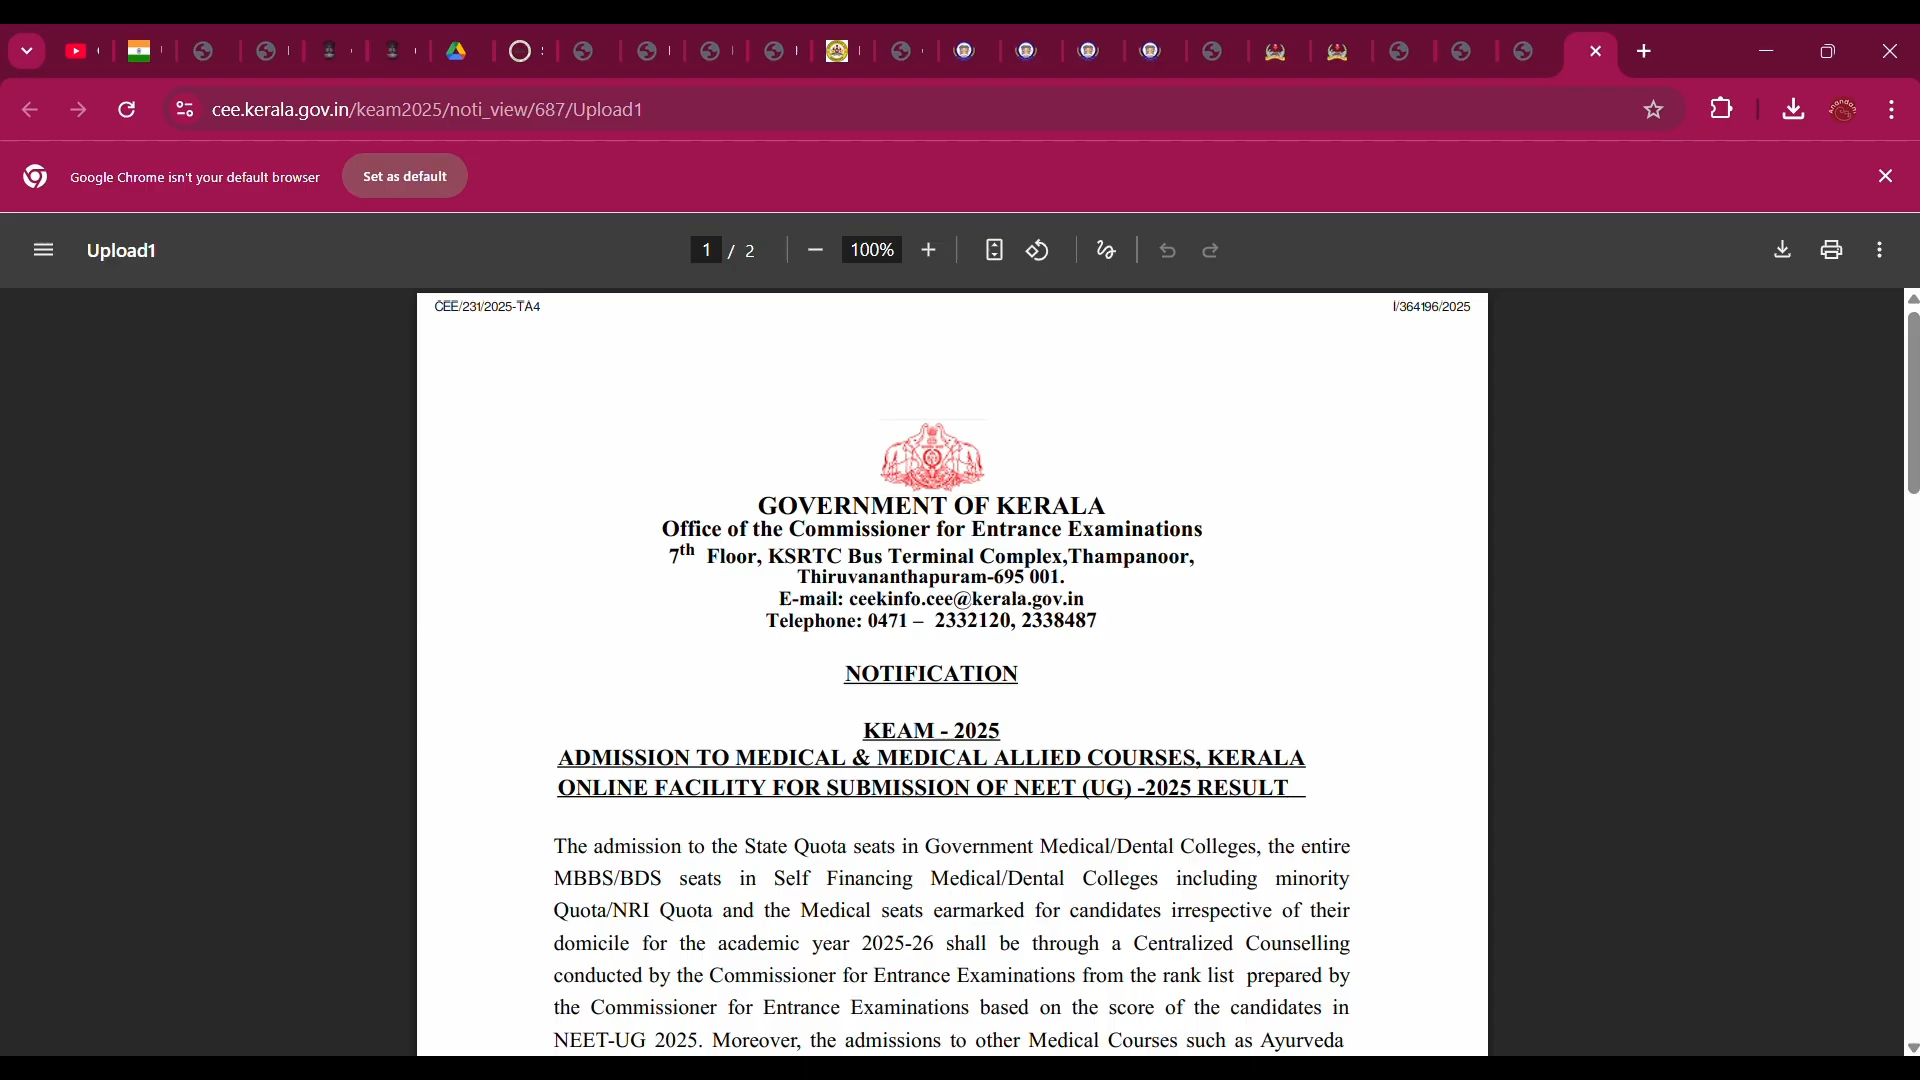 cee.kerala.gov.in/keam2025/noti_view/687/Upload1
Google Chrome isn't your default browser
Set as default
Upload1
1 / 2
100%
CEE/231/2025-TA4
I/364196/2025
GOVERNMENT OF KERALA
Office of the Commissioner for Entrance Examinations
7th Floor, KSRTC Bus Terminal Complex,Thampanoor,
Thiruvananthapuram-695 001.
E-mail: ceekinfo.cee@kerala.gov.in
Telephone: 0471 – 2332120, 2338487
NOTIFICATION
KEAM - 2025
ADMISSION TO MEDICAL & MEDICAL ALLIED COURSES, KERALA
ONLINE FACILITY FOR SUBMISSION OF NEET (UG) -2025 RESULT
The admission to the State Quota seats in Government Medical/Dental Colleges, the entire
MBBS/BDS seats in Self Financing Medical/Dental Colleges including minority
Quota/NRI Quota and the Medical seats earmarked for candidates irrespective of their
domicile for the academic year 2025-26 shall be through a Centralized Counselling
conducted by the Commissioner for Entrance Examinations from the rank list prepared by
the Commissioner for Entrance Examinations based on the score of the candidates in
NEET-UG 2025. Moreover, the admissions to other Medical Courses such as Ayurveda